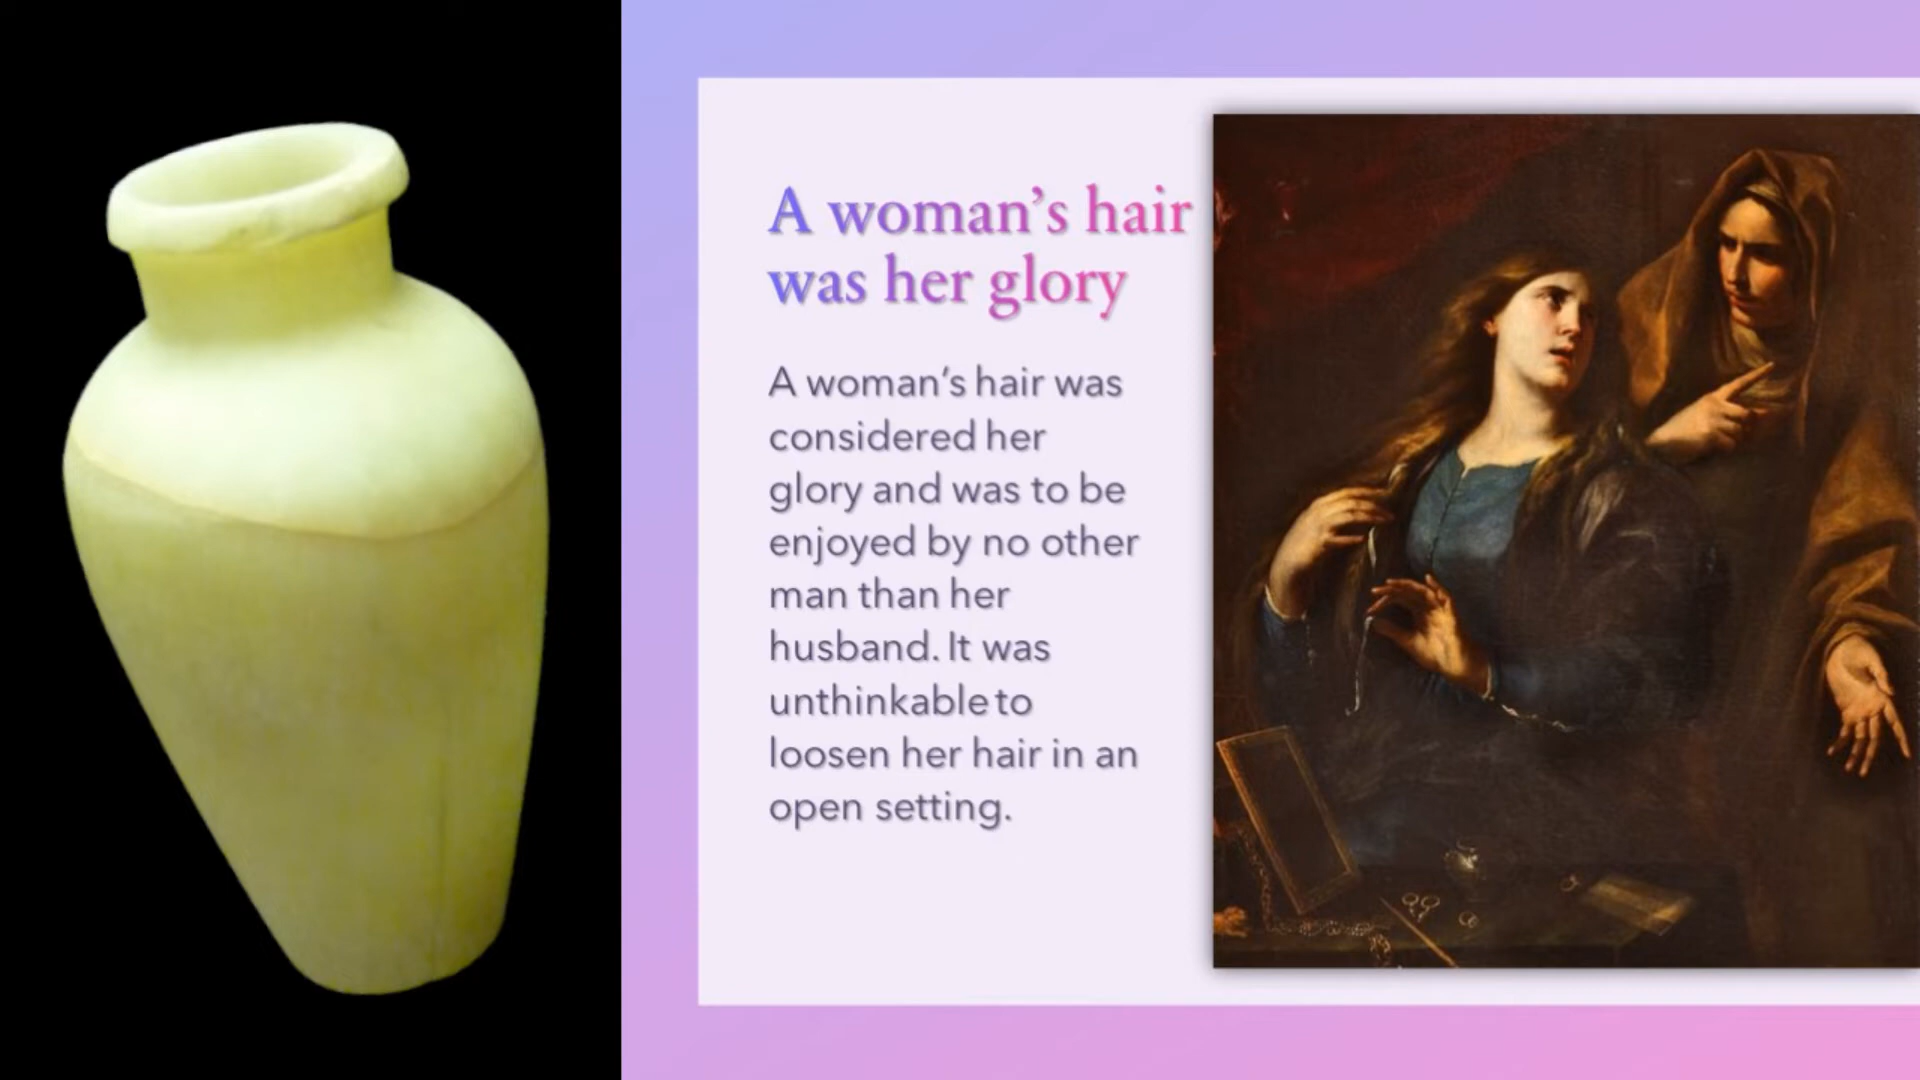 A woman’s hair
was her glory
A woman’s hair was
considered her
glory and was to be
enjoyed by no other
man than her
husband. It was
unthinkable to
loosen her hair in an
open setting.